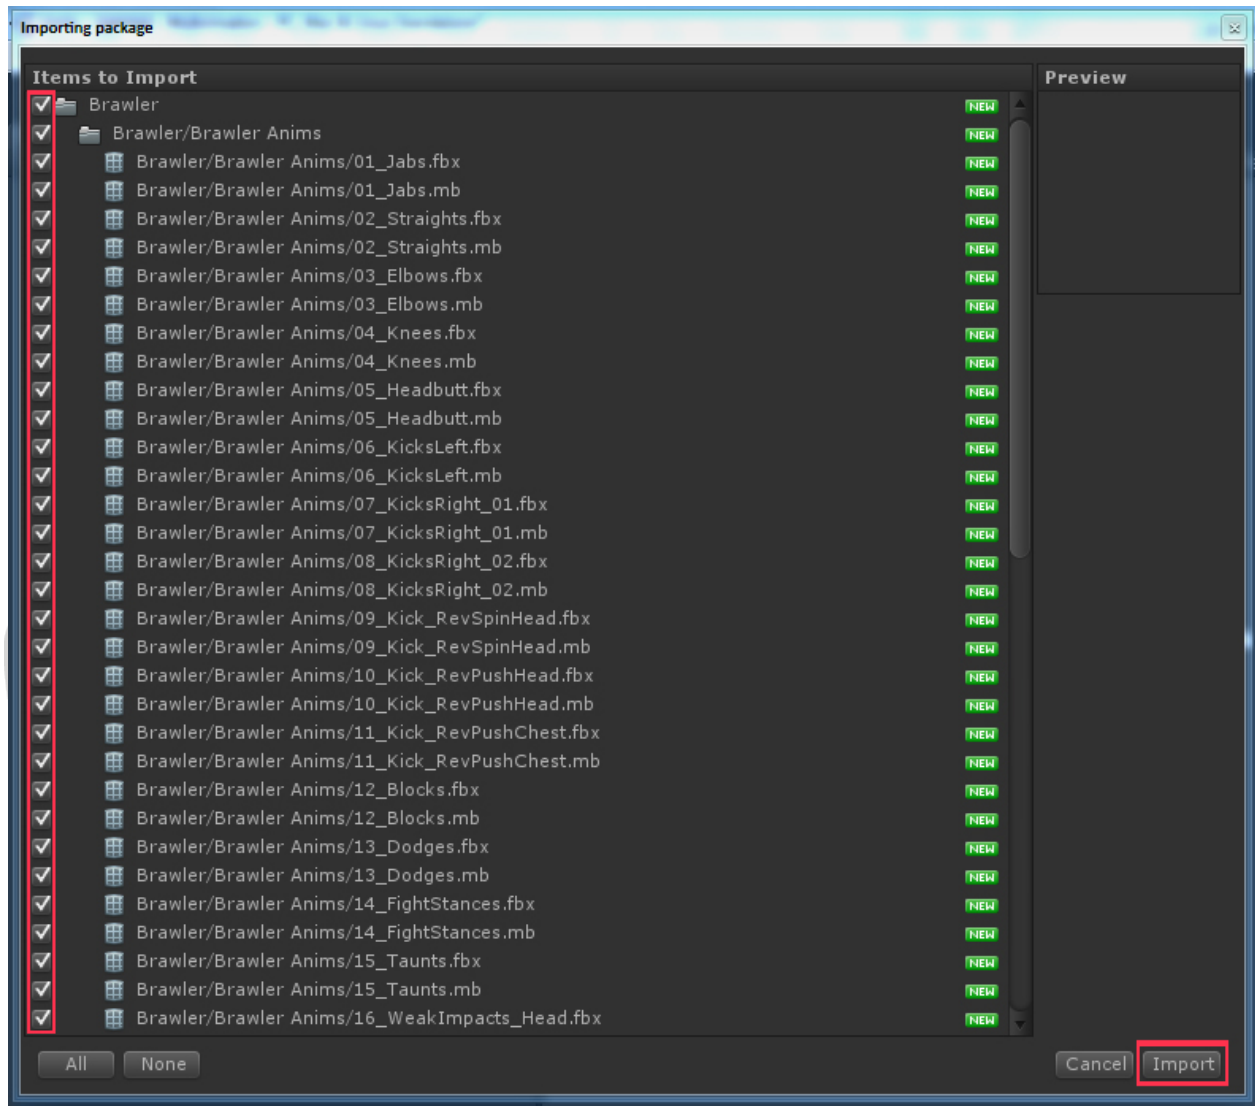 Importing package
Items to Import
Preview
Brawler NEW
Brawler/Brawler Anims NEW
Brawler/Brawler Anims/01_Jabs.fbx NEW
Brawler/Brawler Anims/01_Jabs.mb NEW
Brawler/Brawler Anims/02_Straights.fbx NEW
Brawler/Brawler Anims/02_Straights.mb NEW
Brawler/Brawler Anims/03_Elbows.fbx NEW
Brawler/Brawler Anims/03_Elbows.mb NEW
Brawler/Brawler Anims/04_Knees.fbx NEW
Brawler/Brawler Anims/04_Knees.mb NEW
Brawler/Brawler Anims/05_Headbutt.fbx NEW
Brawler/Brawler Anims/05_Headbutt.mb NEW
Brawler/Brawler Anims/06_KicksLeft.fbx NEW
Brawler/Brawler Anims/06_KicksLeft.mb NEW
Brawler/Brawler Anims/07_KicksRight_01.fbx NEW
Brawler/Brawler Anims/07_KicksRight_01.mb NEW
Brawler/Brawler Anims/08_KicksRight_02.fbx NEW
Brawler/Brawler Anims/08_KicksRight_02.mb NEW
Brawler/Brawler Anims/09_Kick_RevSpinHead.fbx NEW
Brawler/Brawler Anims/09_Kick_RevSpinHead.mb NEW
Brawler/Brawler Anims/10_Kick_RevPushHead.fbx NEW
Brawler/Brawler Anims/10_Kick_RevPushHead.mb NEW
Brawler/Brawler Anims/11_Kick_RevPushChest.fbx NEW
Brawler/Brawler Anims/11_Kick_RevPushChest.mb NEW
Brawler/Brawler Anims/12_Blocks.fbx NEW
Brawler/Brawler Anims/12_Blocks.mb NEW
Brawler/Brawler Anims/13_Dodges.fbx NEW
Brawler/Brawler Anims/13_Dodges.mb NEW
Brawler/Brawler Anims/14_FightStances.fbx NEW
Brawler/Brawler Anims/14_FightStances.mb NEW
Brawler/Brawler Anims/15_Taunts.fbx NEW
Brawler/Brawler Anims/15_Taunts.mb NEW
Brawler/Brawler Anims/16_WeakImpacts_Head.fbx NEW
All None Cancel Import